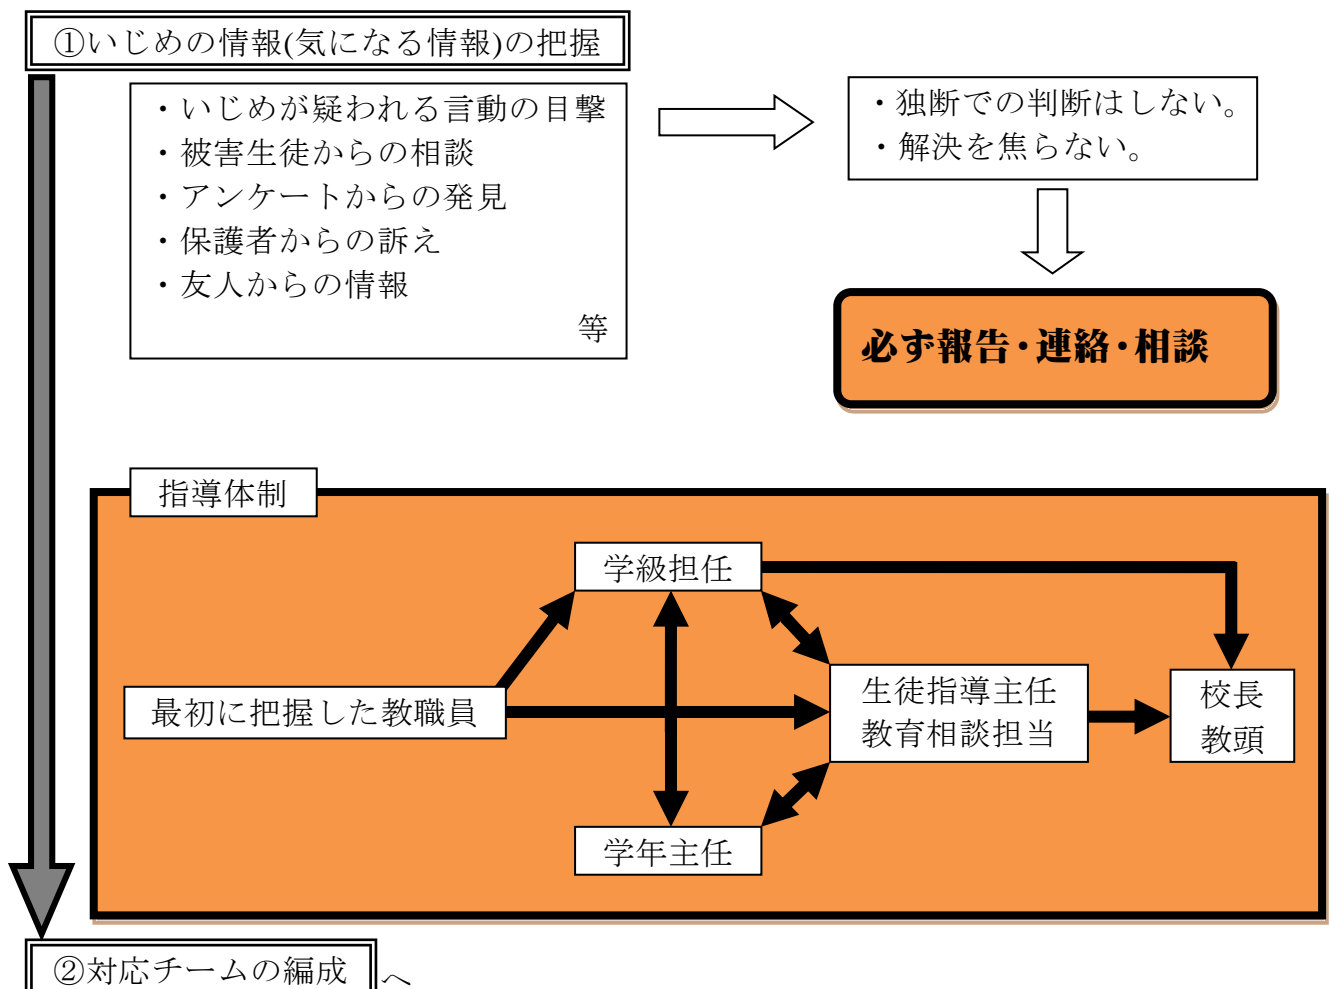 ①いじめの情報(気になる情報)の把握
・いじめが疑われる言動の目撃
・被害生徒からの相談
・アンケートからの発見
・保護者からの訴え
・友人からの情報
等
・独断での判断はしない。
・解決を焦らない。
必ず報告・連絡・相談
指導体制
学級担任
最初に把握した教職員
生徒指導主任
教育相談担当
校長
教頭
学年主任
②対応チームの編成 へ